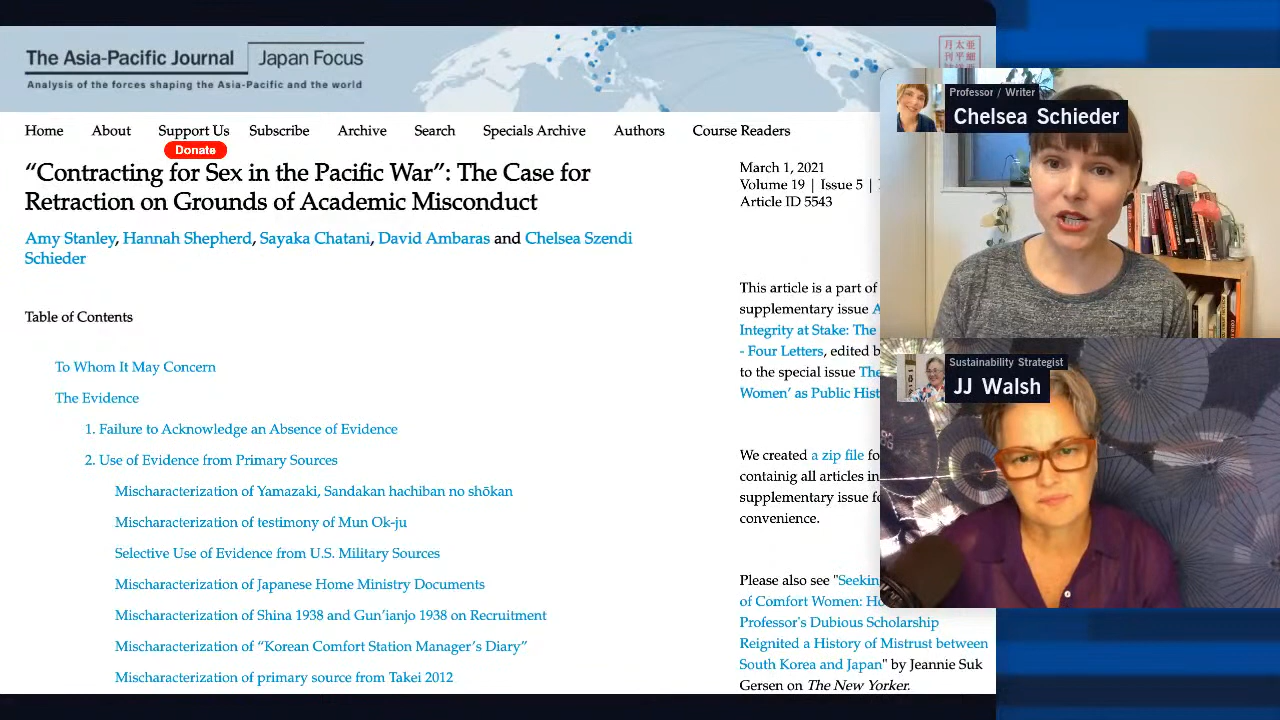 The Asia-Pacific Journal | Japan Focus
Analysis of the forces shaping the Asia-Pacific and the world
Home About Support Us Subscribe Archive Search Specials Archive Authors Course Readers
Donate
“Contracting for Sex in the Pacific War”: The Case for
Retraction on Grounds of Academic Misconduct
Amy Stanley, Hannah Shepherd, Sayaka Chatani, David Ambaras and Chelsea Szendi
Schieder
Table of Contents
To Whom It May Concern
The Evidence
1. Failure to Acknowledge an Absence of Evidence
2. Use of Evidence from Primary Sources
Mischaracterization of Yamazaki, Sandakan hachiban no shōkan
Mischaracterization of testimony of Mun Ok-ju
Selective Use of Evidence from U.S. Military Sources
Mischaracterization of Japanese Home Ministry Documents
Mischaracterization of Shina 1938 and Gun’ianjo 1938 on Recruitment
Mischaracterization of “Korean Comfort Station Manager’s Diary”
Mischaracterization of primary source from Takei 2012
March 1, 2021
Volume 19 | Issue 5 |
Article ID 5543
This article is a part of
supplementary issue
Integrity at Stake: The
- Four Letters, edited b
to the special issue The
Women’ as Public Hist
We created a zip file fo
containig all articles in
supplementary issue fo
convenience.
Please also see "Seekin
of Comfort Women: Ho
Professor's Dubious Scholarship
Reignited a History of Mistrust between
South Korea and Japan" by Jeannie Suk
Gersen on The New Yorker.
Professor / Writer
Chelsea Schieder
Sustainability Strategist
JJ Walsh